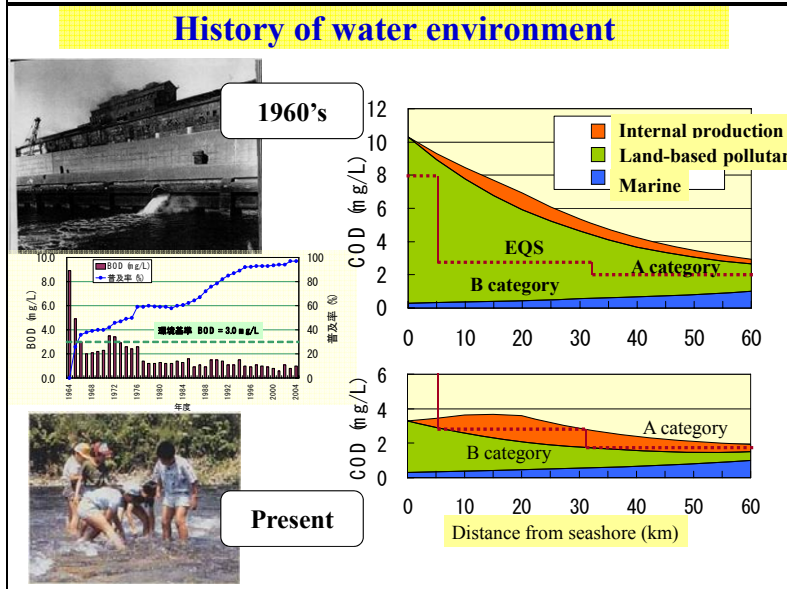 History of water environment
1960's
12
10
8
6
4
2
0
COD (mg/L)
Internal production
Land-based pollutan
Marine
EQS
A category
B category
0 10 20 30 40 50 60
BOD (mg/L)
普及率(%)
10.0
8.0
6.0
4.0
2.0
0.0
BOD (mg/L)
環境基準 BOD = 3.0mg/L
100
80
60
40
20
0
普及率(%)
1964 1968 1972 1976 1980 1984 1988 1992 1996 2000 2004
年度
6
4
2
0
COD (mg/L)
A category
B category
0 10 20 30 40 50 60
Distance from seashore (km)
Present